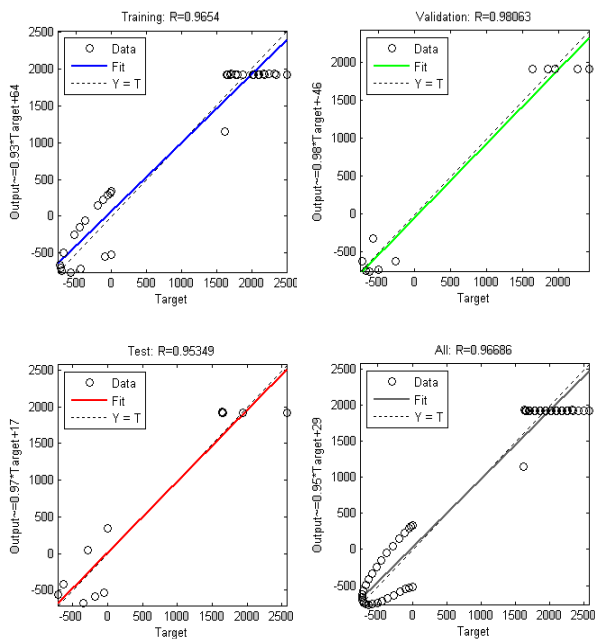 Training: R=0.9654
Output~=0.93*Target+64
Data
Fit
Y = T
2500
2000
1500
1000
500
0
-500
-500 0 500 1000 1500 2000 2500
Target
Validation: R=0.98063
Output~=0.98*Target+-46
Data
Fit
Y = T
2000
1500
1000
500
0
-500
-500 0 500 1000 1500 2000
Target
Test: R=0.95349
Output~=0.97*Target+17
Data
Fit
Y = T
2500
2000
1500
1000
500
0
-500
-500 0 500 1000 1500 2000 2500
Target
All: R=0.96686
Output~=0.95*Target+29
Data
Fit
Y = T
2500
2000
1500
1000
500
0
-500
-500 0 500 1000 1500 2000 2500
Target